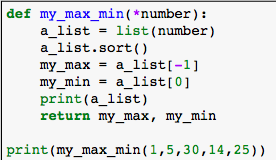 def my_max_min(*number):
    a_list = list(number)
    a_list.sort()
    my_max = a_list[-1]
    my_min = a_list[0]
    print(a_list)
    return my_max, my_min

print(my_max_min(1,5,30,14,25))